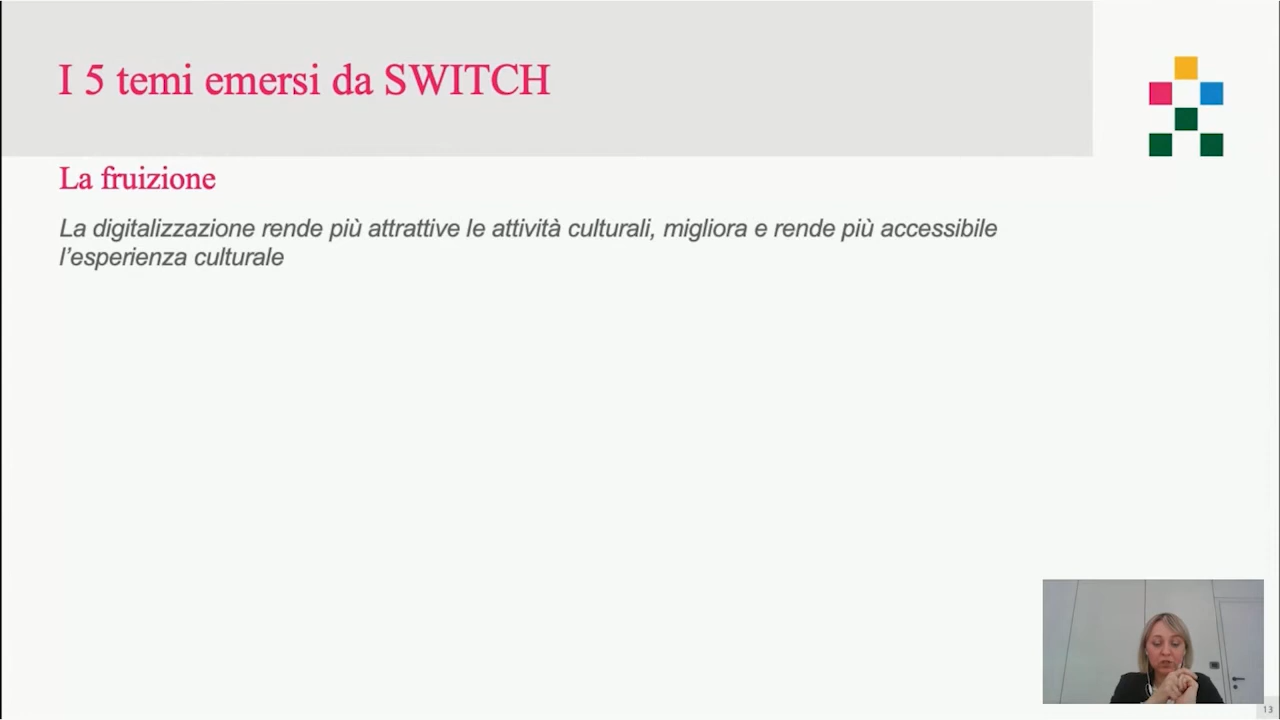 I 5 temi emersi da SWITCH
La fruizione
La digitalizzazione rende più attrattive le attività culturali, migliora e rende più accessibile
l’esperienza culturale
13